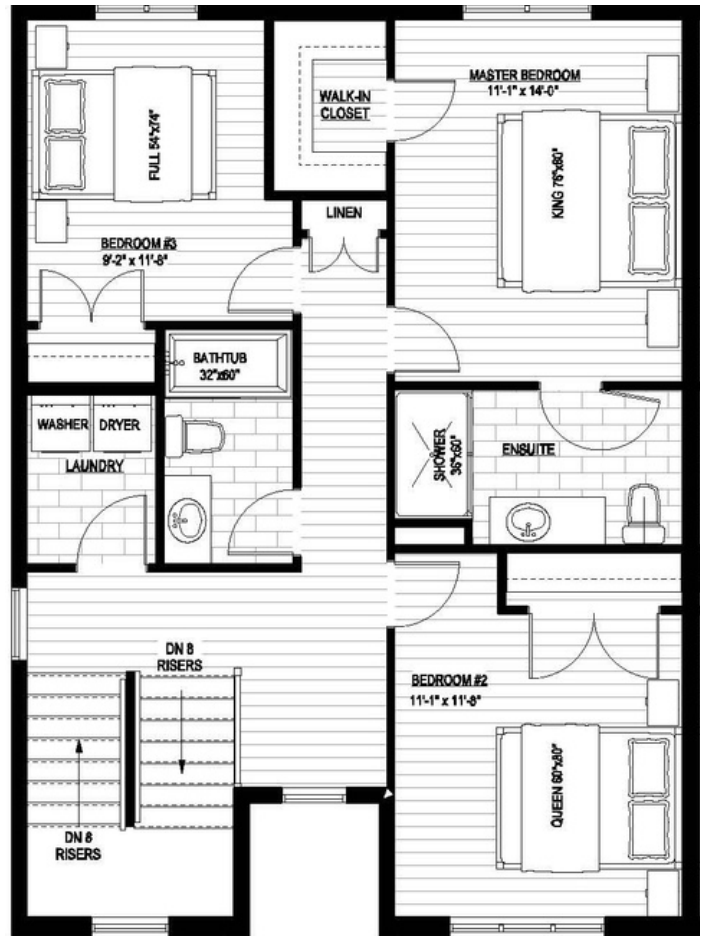 MASTER BEDROOM
11'-1" x 14'-0"
WALK-IN
CLOSET
FULL 54"x74"
KING 76"x80"
LINEN
BEDROOM #3
9'-2" x 11'-8"
BATHTUB
32"x60"
WASHER
DRYER
LAUNDRY
SHOWER
36"x60"
ENSUITE
DN 8
RISERS
BEDROOM #2
11'-1" x 11'-8"
QUEEN 60"x80"
DN 8
RISERS